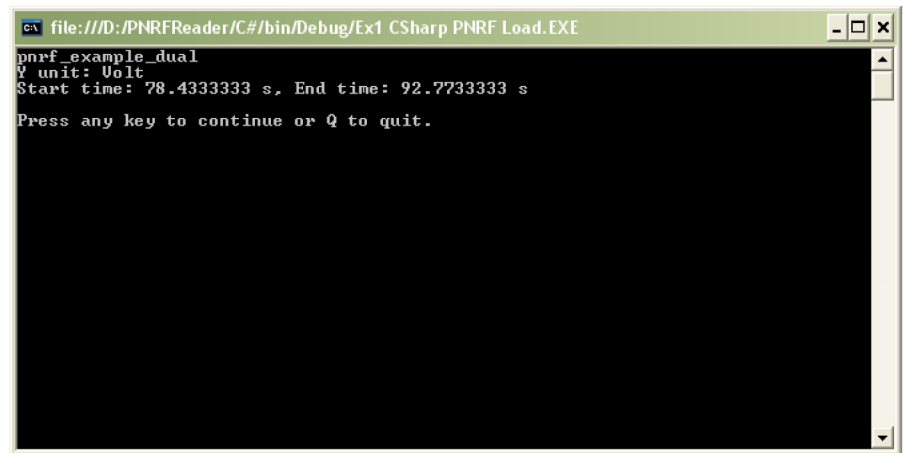 file:///D:/PNRFReader/C#/bin/Debug/Ex1 CSharp PNRF Load.EXE
pnrf_example_dual
Y unit: Volt
Start time: 78.4333333 s, End time: 92.7733333 s
Press any key to continue or Q to quit.